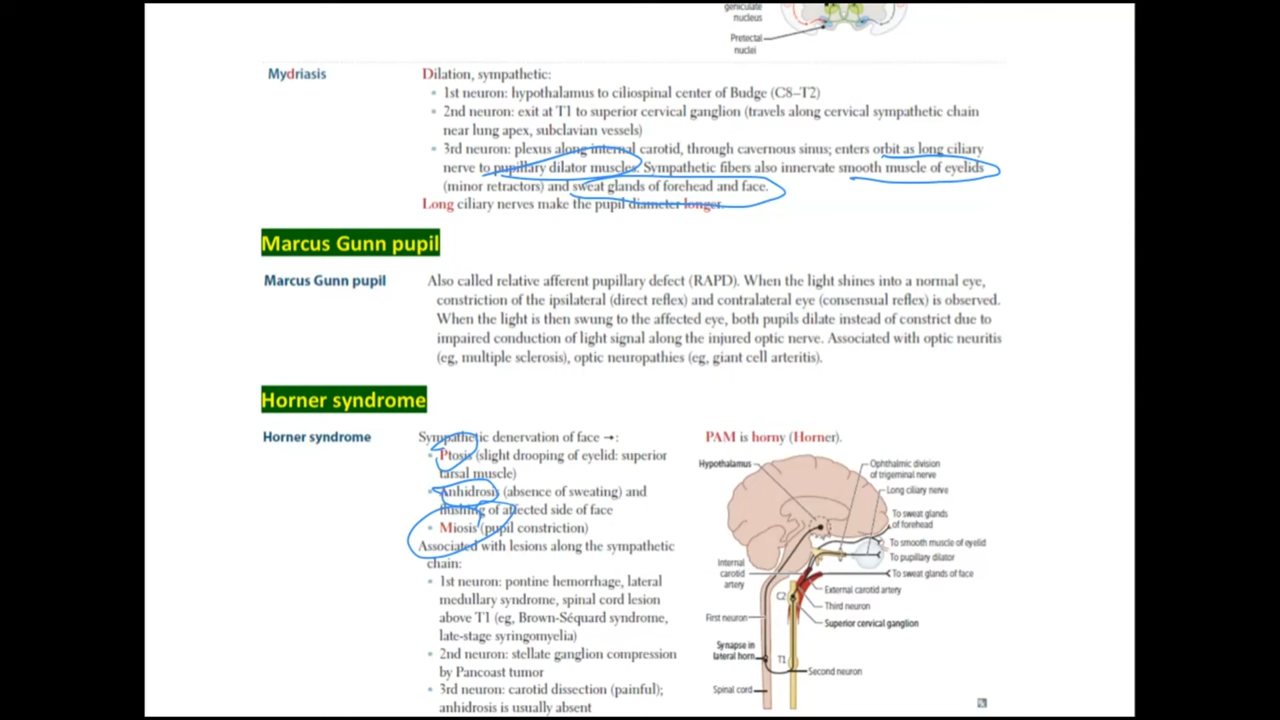 geniculate
nucleus
Pretectal
nuclei
Mydriasis
Dilation, sympathetic:
▪ 1st neuron: hypothalamus to ciliospinal center of Budge (C8–T2)
▪ 2nd neuron: exit at T1 to superior cervical ganglion (travels along cervical sympathetic chain
near lung apex, subclavian vessels)
▪ 3rd neuron: plexus along internal carotid, through cavernous sinus; enters orbit as long ciliary
nerve to pupillary dilator muscles. Sympathetic fibers also innervate smooth muscle of eyelids
(minor retractors) and sweat glands of forehead and face.
Long ciliary nerves make the pupil diameter longer.
Marcus Gunn pupil
Marcus Gunn pupil
Also called relative afferent pupillary defect (RAPD). When the light shines into a normal eye,
constriction of the ipsilateral (direct reflex) and contralateral eye (consensual reflex) is observed.
When the light is then swung to the affected eye, both pupils dilate instead of constrict due to
impaired conduction of light signal along the injured optic nerve. Associated with optic neuritis
(eg, multiple sclerosis), optic neuropathies (eg, giant cell arteritis).
Horner syndrome
Horner syndrome
Sympathetic denervation of face →:
▪ Ptosis (slight drooping of eyelid: superior
tarsal muscle)
▪ Anhidrosis (absence of sweating) and
flushing of affected side of face
▪ Miosis (pupil constriction)
Associated with lesions along the sympathetic
chain:
▪ 1st neuron: pontine hemorrhage, lateral
medullary syndrome, spinal cord lesion
above T1 (eg, Brown-Séquard syndrome,
late-stage syringomyelia)
▪ 2nd neuron: stellate ganglion compression
by Pancoast tumor
▪ 3rd neuron: carotid dissection (painful);
anhidrosis is usually absent
PAM is horny (Horner).
Hypothalamus
Ophthalmic division
of trigeminal nerve
Long ciliary nerve
To sweat glands
of forehead
To smooth muscle of eyelid
To pupillary dilator
To sweat glands of face
Internal
carotid
artery
External carotid artery
C2
Third neuron
First neuron
Superior cervical ganglion
Synapse in
lateral horn
T1
Second neuron
Spinal cord